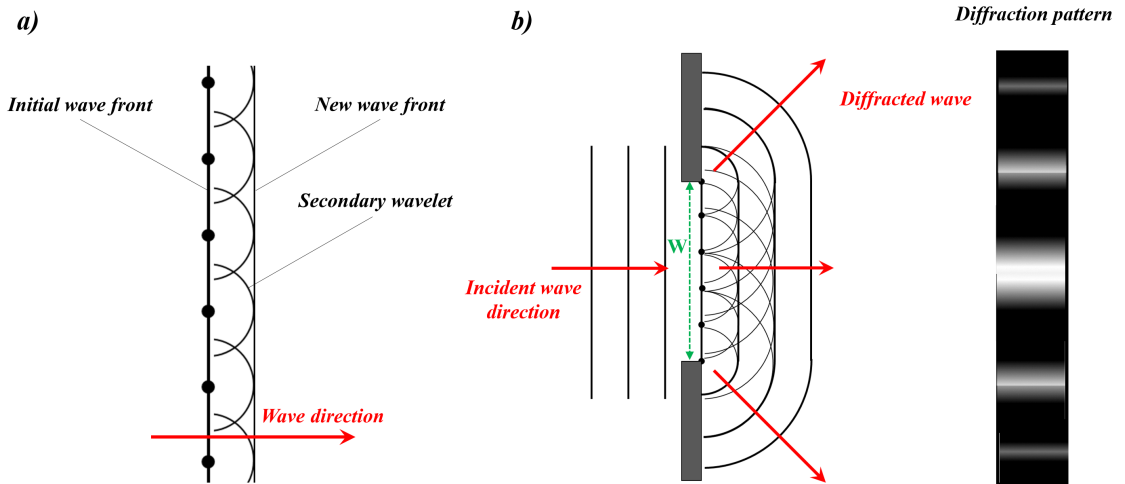 a)
b)
Diffraction pattern
Initial wave front
New wave front
Secondary wavelet
Wave direction
Diffracted wave
W
Incident wave
direction